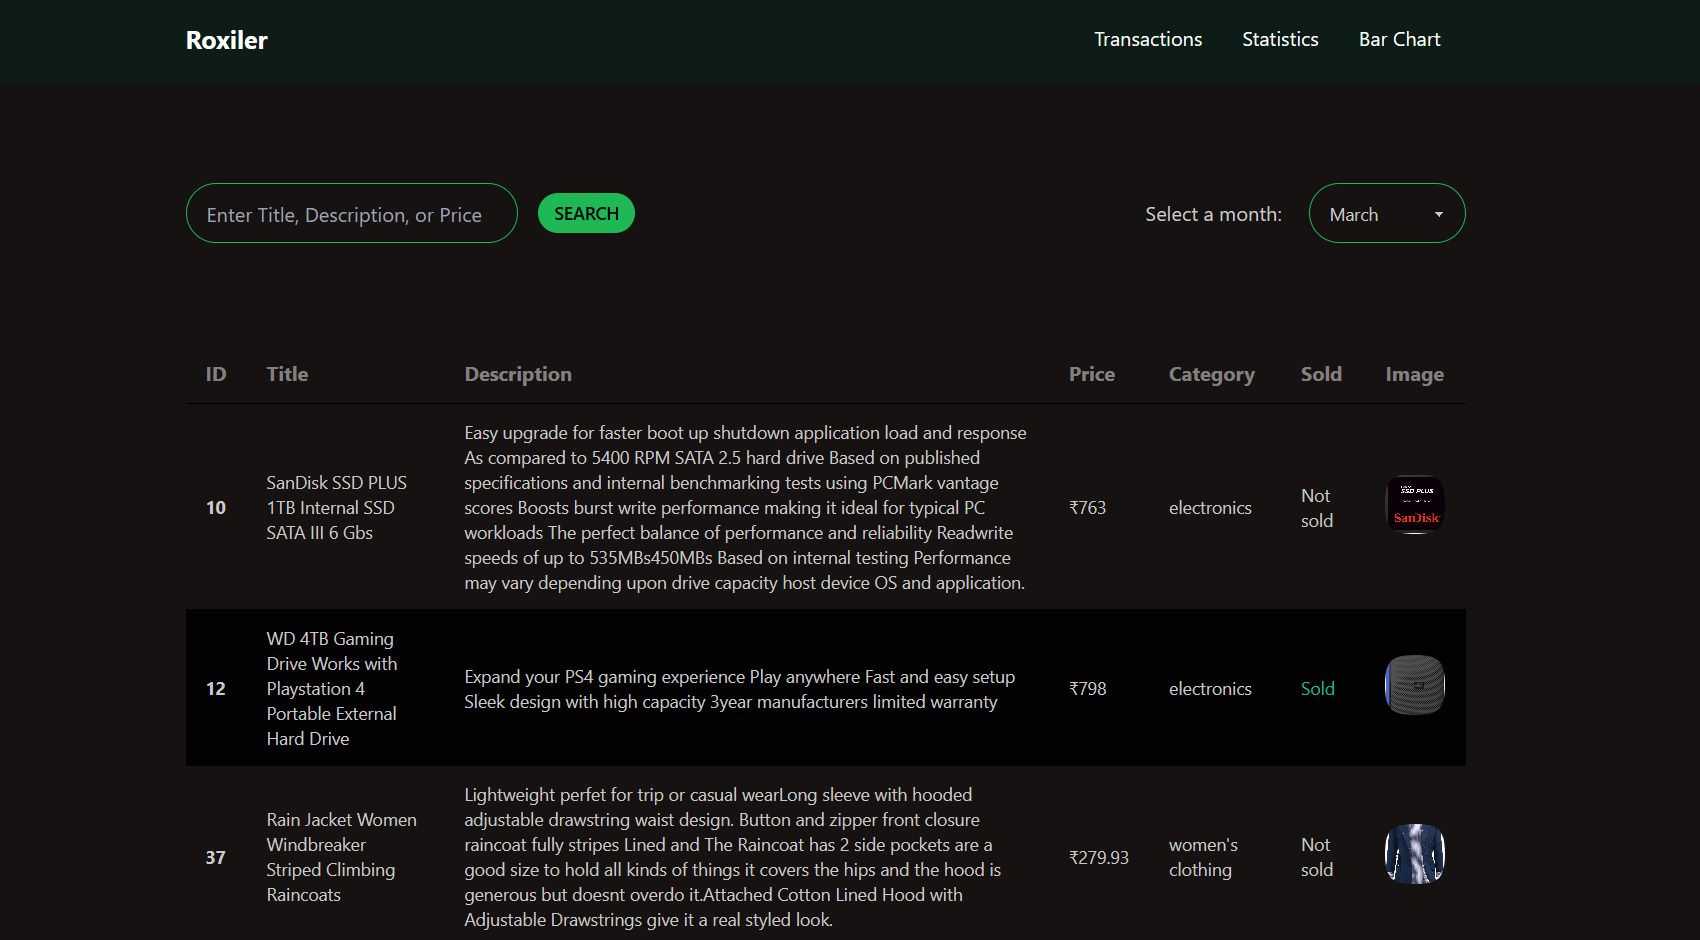 Roxiler
Transactions
Statistics
Bar Chart
Enter Title, Description, or Price
SEARCH
Select a month:
March
ID
Title
Description
Price
Category
Sold
Image
10
SanDisk SSD PLUS
1TB Internal SSD
SATA III 6 Gbs
Easy upgrade for faster boot up shutdown application load and response
As compared to 5400 RPM SATA 2.5 hard drive Based on published
specifications and internal benchmarking tests using PCMark vantage
scores Boosts burst write performance making it ideal for typical PC
workloads The perfect balance of performance and reliability Readwrite
speeds of up to 535MBs450MBs Based on internal testing Performance
may vary depending upon drive capacity host device OS and application.
₹763
electronics
Not
sold
SSD PLUS
SanDisk
12
WD 4TB Gaming
Drive Works with
Playstation 4
Portable External
Hard Drive
Expand your PS4 gaming experience Play anywhere Fast and easy setup
Sleek design with high capacity 3year manufacturers limited warranty
₹798
electronics
Sold
37
Rain Jacket Women
Windbreaker
Striped Climbing
Raincoats
Lightweight perfet for trip or casual wearLong sleeve with hooded
adjustable drawstring waist design. Button and zipper front closure
raincoat fully stripes Lined and The Raincoat has 2 side pockets are a
good size to hold all kinds of things it covers the hips and the hood is
generous but doesnt overdo it.Attached Cotton Lined Hood with
Adjustable Drawstrings give it a real styled look.
₹279.93
women's
clothing
Not
sold